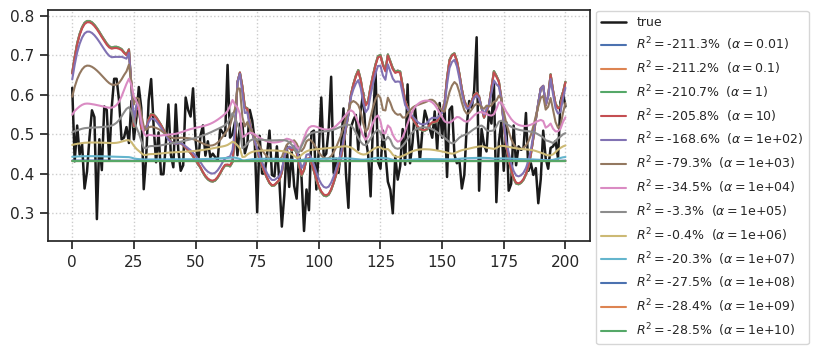 0.8
0.7
0.6
0.5
0.4
0.3
0
25
50
75
100
125
150
175
200
true
R² = -211.3% (α = 0.01)
R² = -211.2% (α = 0.1)
R² = -210.7% (α = 1)
R² = -205.8% (α = 10)
R² = -168.6% (α = 1e+02)
R² = -79.3% (α = 1e+03)
R² = -34.5% (α = 1e+04)
R² = -3.3% (α = 1e+05)
R² = -0.4% (α = 1e+06)
R² = -20.3% (α = 1e+07)
R² = -27.5% (α = 1e+08)
R² = -28.4% (α = 1e+09)
R² = -28.5% (α = 1e+10)